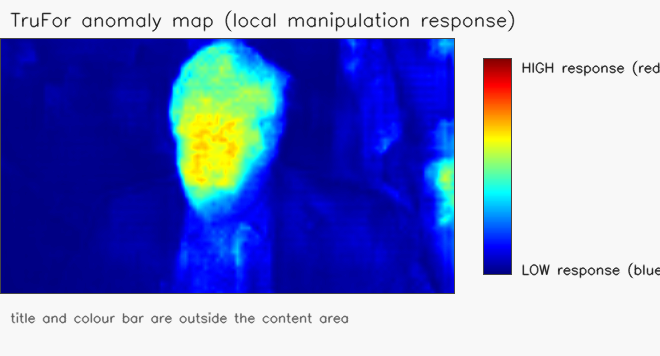 TruFor anomaly map (local manipulation response)
HIGH response (red
LOW response (blue
title and colour bar are outside the content area